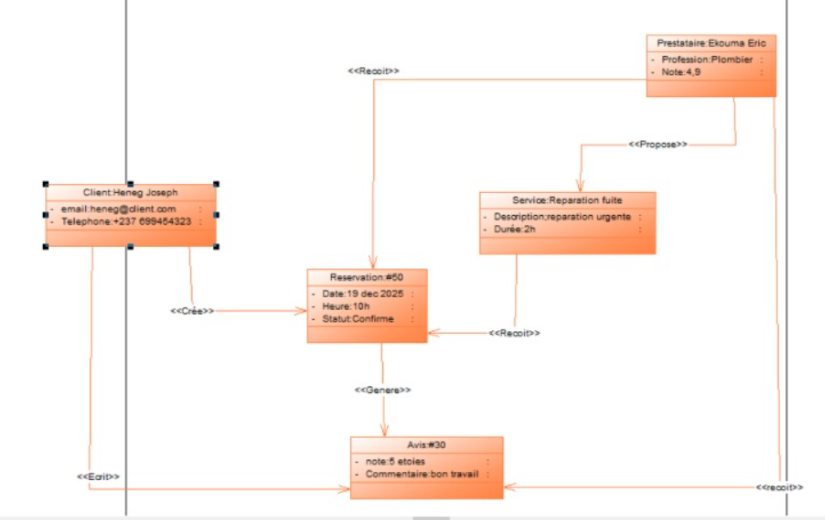 Prestataire:Ekouma Eric
- Profession:Plombier :
- Note:4,9 :
<<Recoit>>
<<Propose>>
Client:Heneg Joseph
- email:heneg@client.com :
- Telephone:+237 699454323 :
Service:Reparation fuite
- Description:reparation urgente :
- Durée:2h :
Reservation:#50
- Date:19 dec 2025 :
- Heure:10h :
- Statut:Confirme :
<<Crée>>
<<Recoit>>
<<Genere>>
Avis:#30
- note:5 etoies :
- Commentaire:bon travail :
<<Ecrit>>
<<recoit>>